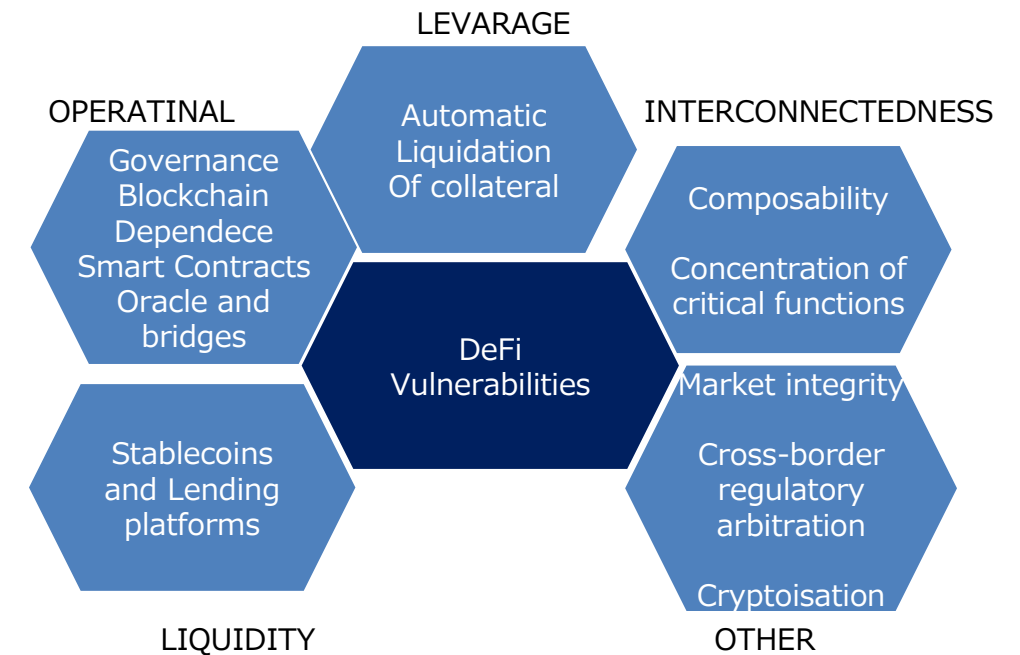 LEVARAGE
Automatic
Liquidation
Of collateral
OPERATINAL
Governance
Blockchain
Dependece
Smart Contracts
Oracle and
bridges
INTERCONNECTEDNESS
Composability
Concentration of
critical functions
DeFi
Vulnerabilities
Stablecoins
and Lending
platforms
LIQUIDITY
Market integrity
Cross-border
regulatory
arbitration
Cryptoisation
OTHER